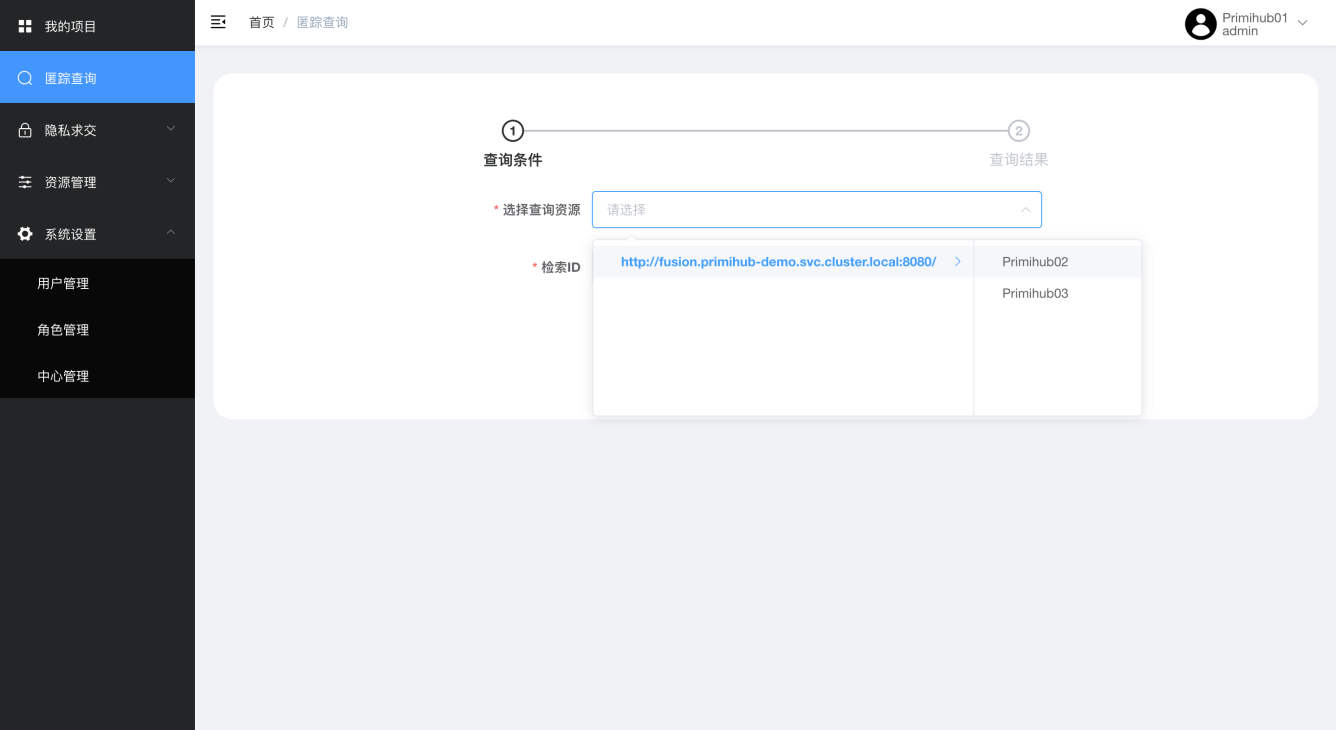 我的项目
匿踪查询
隐私求交
资源管理
系统设置
用户管理
角色管理
中心管理
首页 / 匿踪查询
Primihub01
admin
1
查询条件
2
查询结果
* 选择查询资源
请选择
* 检索ID
http://fusion.primihub-demo.svc.cluster.local:8080/
Primihub02
Primihub03